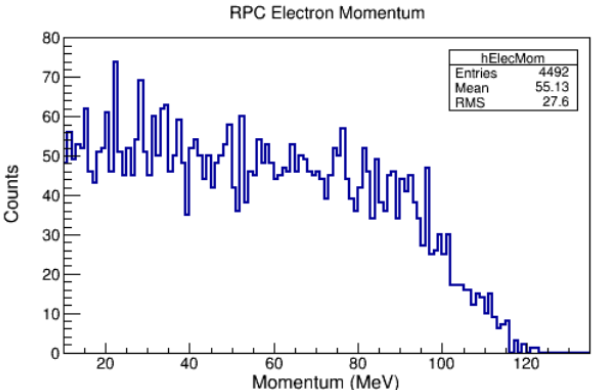 RPC Electron Momentum
hElecMom
Entries 4492
Mean 55.13
RMS 27.6
Counts
80
70
60
50
40
30
20
10
0
20 40 60 80 100 120
Momentum (MeV)